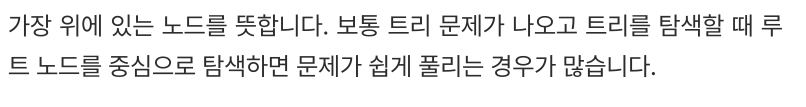 가장 위에 있는 노드를 뜻합니다. 보통 트리 문제가 나오고 트리를 탐색할 때 루
트 노드를 중심으로 탐색하면 문제가 쉽게 풀리는 경우가 많습니다.